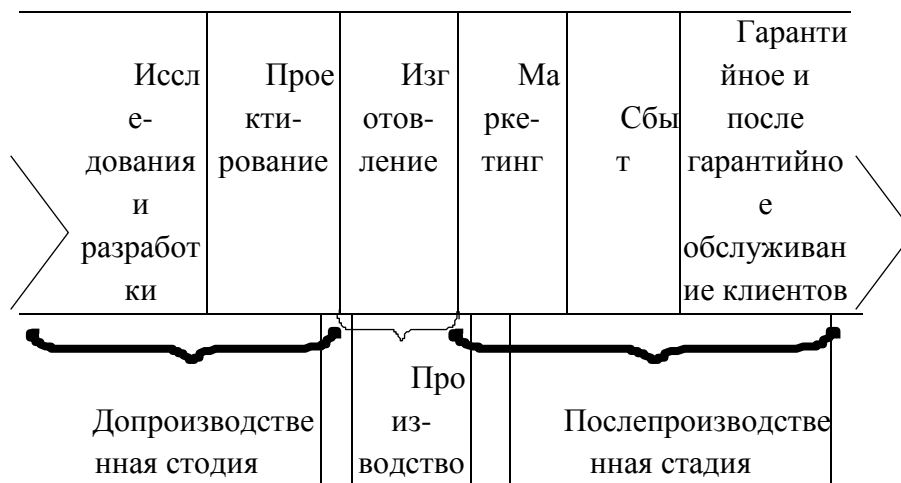 Иссл
е-
дования
и
разработ
ки
Прое
кти-
рование
Изг
отов-
ление
Ма
рке-
тинг
Сбы
т
Гаранти
йное и
после
гарантийно
е
обслуживан
ие клиентов
Допроизводстве
нная стодия
Про
из-
водство
Послепроизводстве
нная стадия